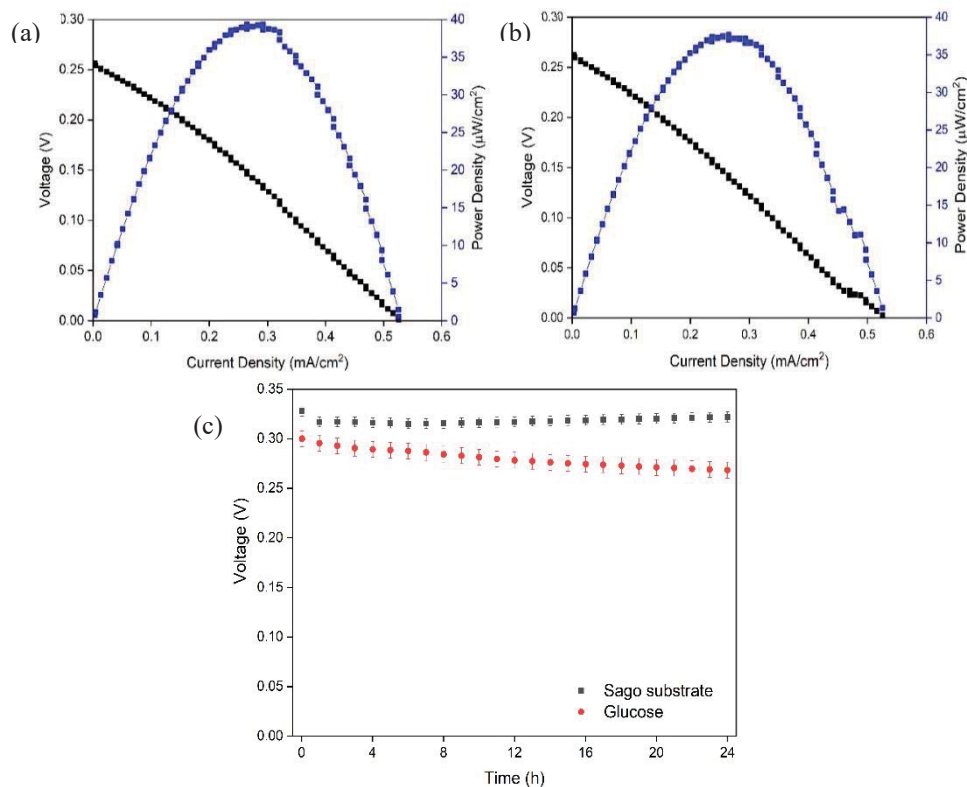 (a)
0.30
0.25
0.20
0.15
0.10
0.05
0.00
Voltage (V)
0.0 0.1 0.2 0.3 0.4 0.5 0.6
Current Density (mA/cm²)
40
35
30
25
20
15
10
5
0
Power Density (µW/cm²)
(b)
0.30
0.25
0.20
0.15
0.10
0.05
0.00
Voltage (V)
0.0 0.1 0.2 0.3 0.4 0.5 0.6
Current Density (mA/cm²)
40
35
30
25
20
15
10
5
0
Power Density (µW/cm²)
(c)
0.35
0.30
0.25
0.30
0.15
0.10
0.05
0.00
Voltage (V)
Sago substrate
Glucose
0 4 8 12 16 20 24
Time (h)